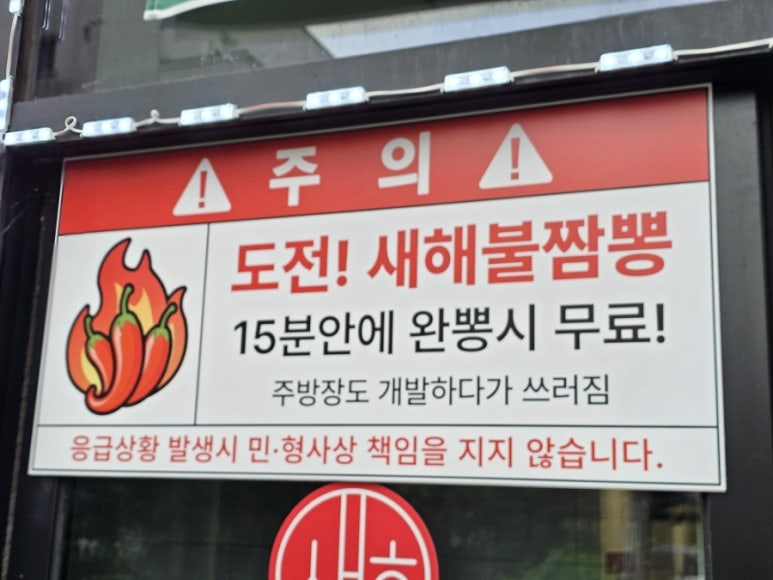 주 의
도전! 새해불짬뽕
15분안에 완뽕시 무료!
주방장도 개발하다가 쓰러짐
응급상황 발생시 민·형사상 책임을 지지 않습니다.